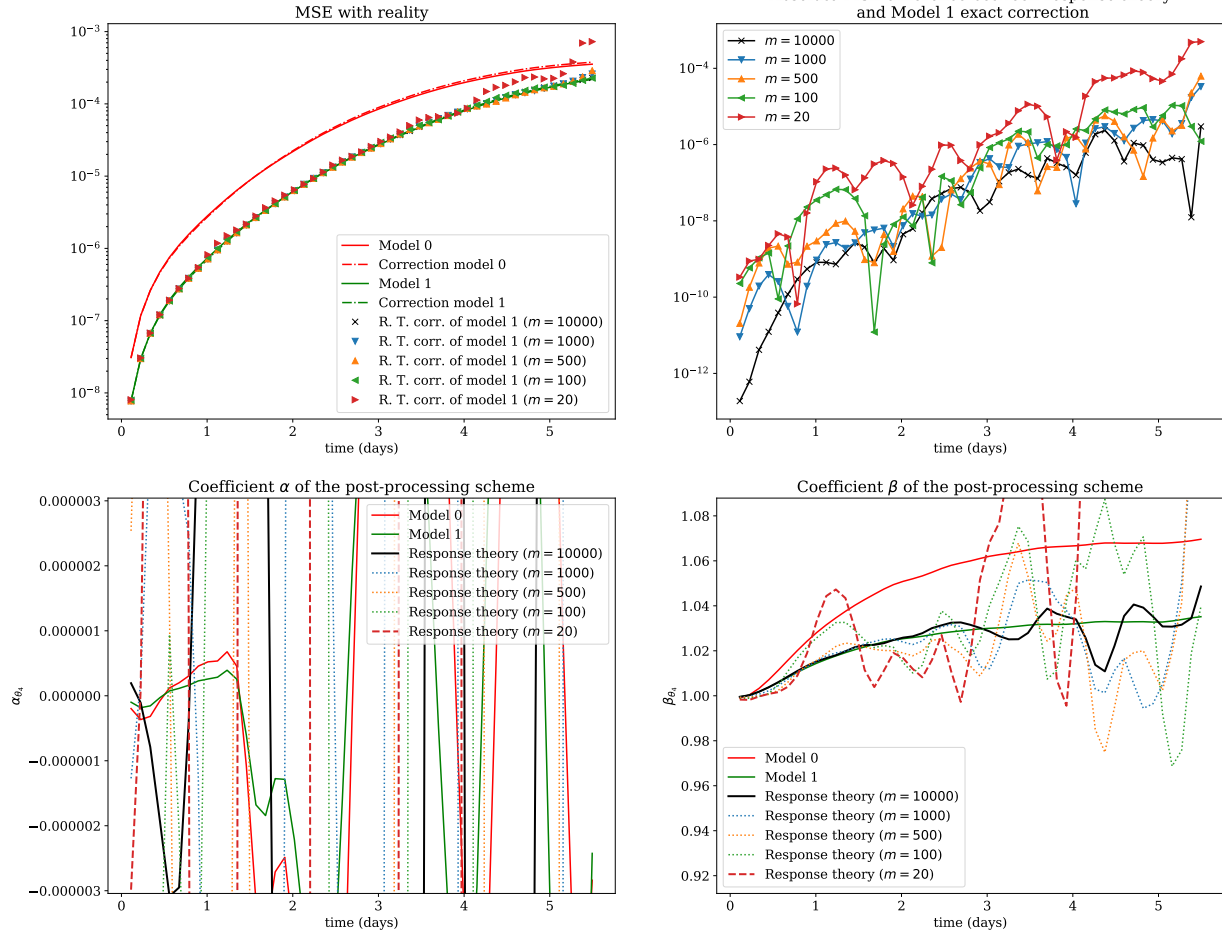 MSE with reality
10⁻³
10⁻⁴
10⁻⁵
10⁻⁶
10⁻⁷
10⁻⁸
Model 0
Correction model 0
Model 1
Correction model 1
R. T. corr. of model 1 (m = 10000)
R. T. corr. of model 1 (m = 1000)
R. T. corr. of model 1 (m = 500)
R. T. corr. of model 1 (m = 100)
R. T. corr. of model 1 (m = 20)
0 1 2 3 4 5
time (days)
and Model 1 exact correction
m = 10000
m = 1000
m = 500
m = 100
m = 20
10⁻⁴
10⁻⁶
10⁻⁸
10⁻¹⁰
10⁻¹²
0 1 2 3 4 5
time (days)
Coefficient α of the post-processing scheme
0.000003
0.000002
0.000001
0.000000
−0.000001
−0.000002
−0.000003
α_θ₄
Model 0
Model 1
Response theory (m = 10000)
Response theory (m = 1000)
Response theory (m = 500)
Response theory (m = 100)
Response theory (m = 20)
0 1 2 3 4 5
time (days)
Coefficient β of the post-processing scheme
1.08
1.06
1.04
1.02
1.00
0.98
0.96
0.94
0.92
β_θ₄
Model 0
Model 1
Response theory (m = 10000)
Response theory (m = 1000)
Response theory (m = 500)
Response theory (m = 100)
Response theory (m = 20)
0 1 2 3 4 5
time (days)